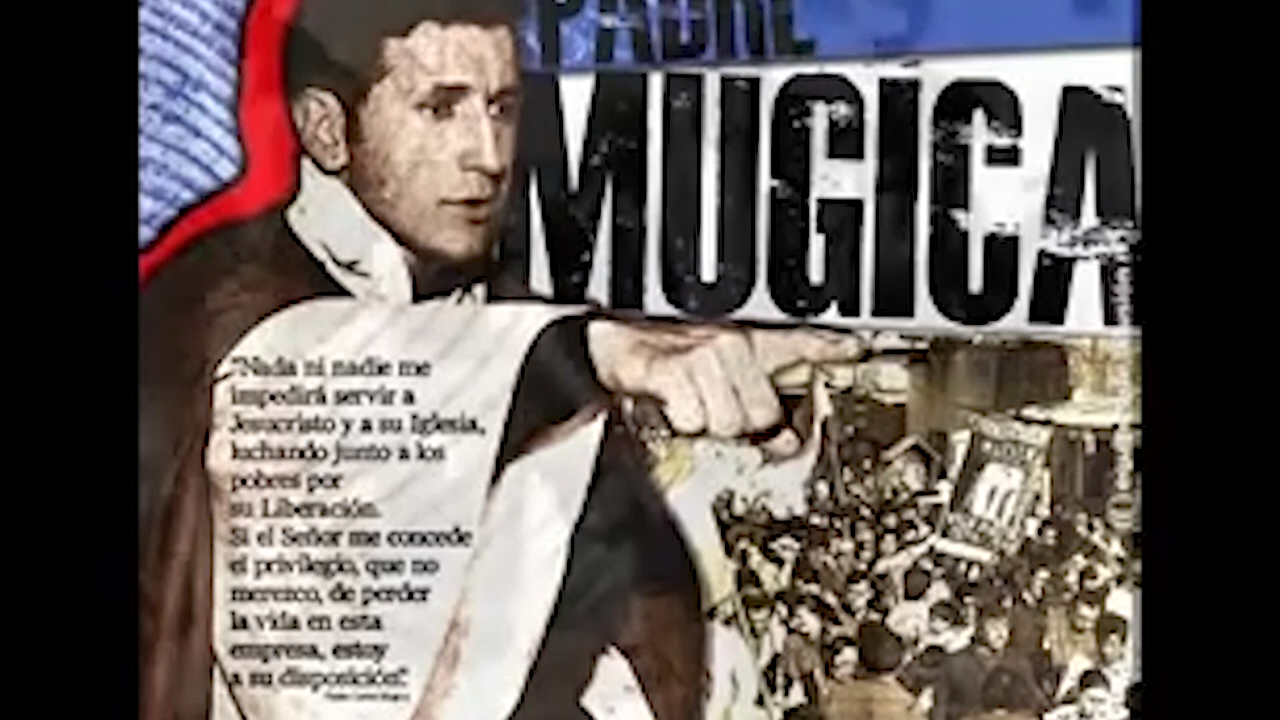 PADRE
MUGICA
"Nada ni nadie me
impedirá servir a
Jesucristo y a su Iglesia,
luchando junto a los
pobres por
su Liberación.
Si el Señor me concede
el privilegio, que no
merezco, de perder
la vida en esta
empresa, estoy
a su disposición".